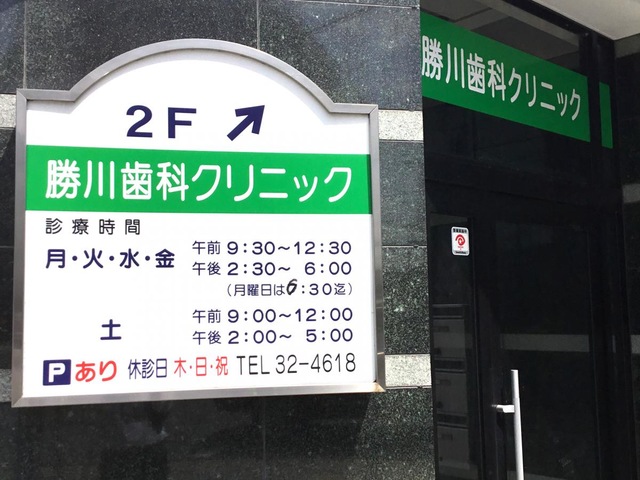 2F ↗
勝川歯科クリニック
診療時間
月・火・水・金 午前 9:30〜12:30
午後 2:30〜 6:00
(月曜日は6:30迄)
土 午前 9:00〜12:00
午後 2:00〜 5:00
P あり 休診日 木・日・祝 TEL 32-4618
勝川歯科クリニック